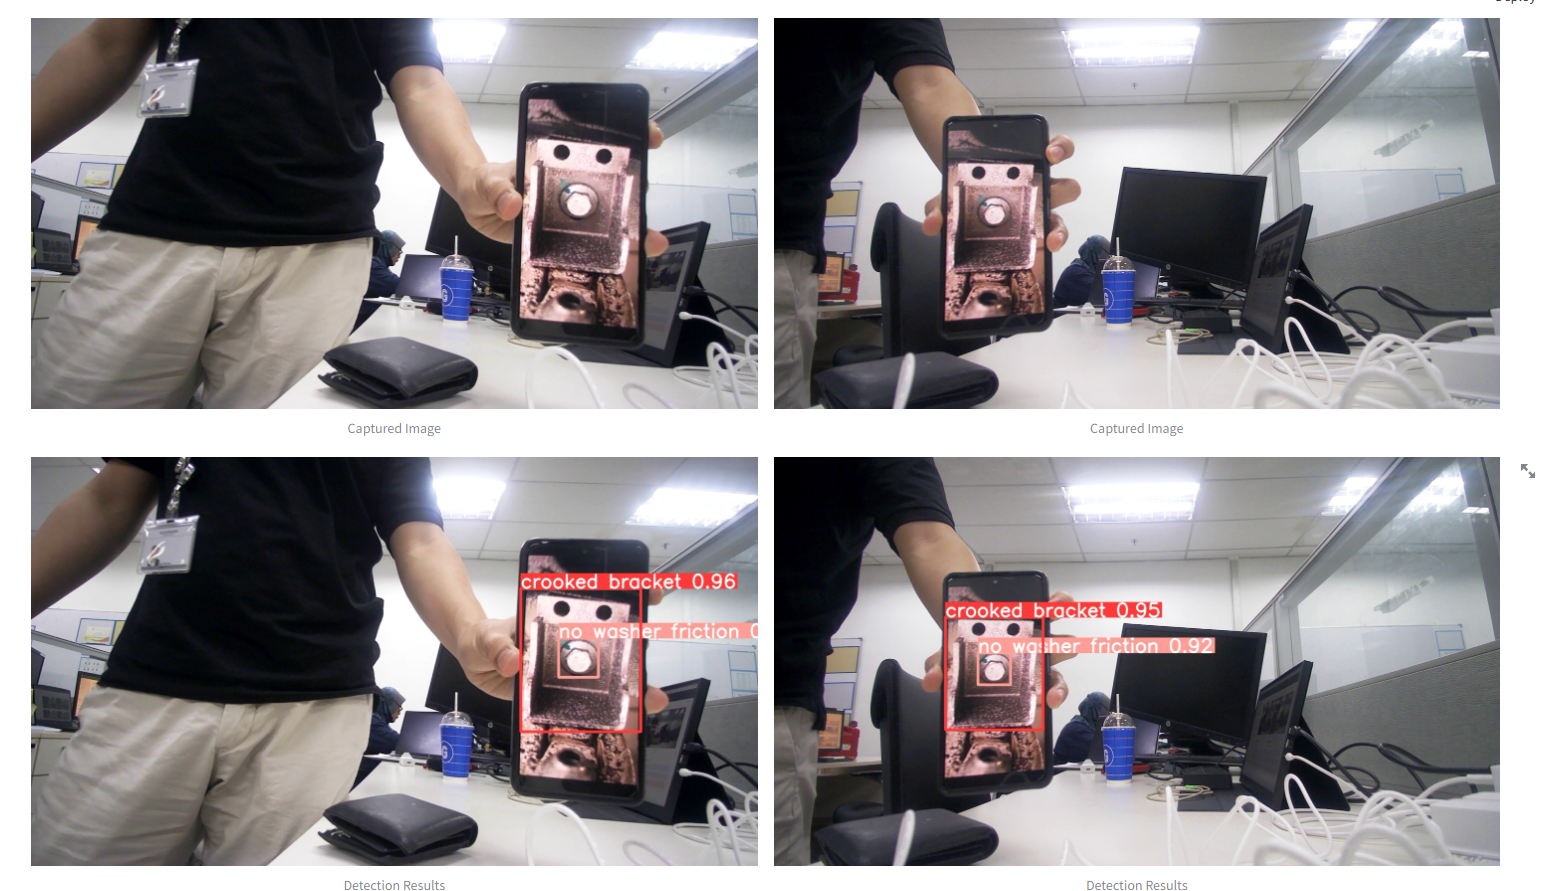 Captured Image
Captured Image
crooked bracket 0.96
no washer friction 0
crooked bracket 0.95
no washer friction 0.92
Detection Results
Detection Results